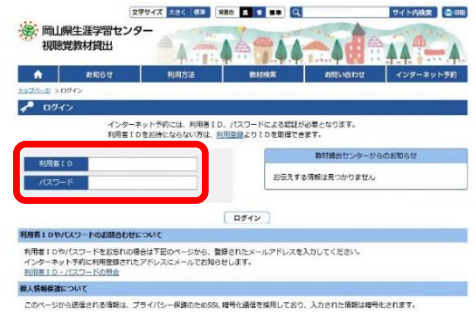 文字サイズ 大きく 標準 背景色 黒 青 標準 サイト内検索 印刷
岡山県生涯学習センター
視聴覚教材貸出
お知らせ 利用方法 教材検索 お問い合わせ インターネット予約
トップページ >ログイン
ログイン
インターネット予約には、利用者ID、パスワードによる認証が必要となります。
利用者IDをお持ちにならない方は、利用登録よりIDを取得できます。
利用者ID
パスワード
教材貸出センターからのお知らせ
お伝えする情報は見つかりません
ログイン
利用者IDやパスワードのお問合わせについて
利用者IDやパスワードをお忘れの場合は下記のページから、登録されたメールアドレスを入力してください。
インターネット予約に利用登録されたアドレスにメールでお知らせします。
利用者ID・パスワードの照会
個人情報保護について
このページから送信される情報は、プライバシー保護のためSSL 暗号化通信を採用しており、入力された情報は暗号化されます。